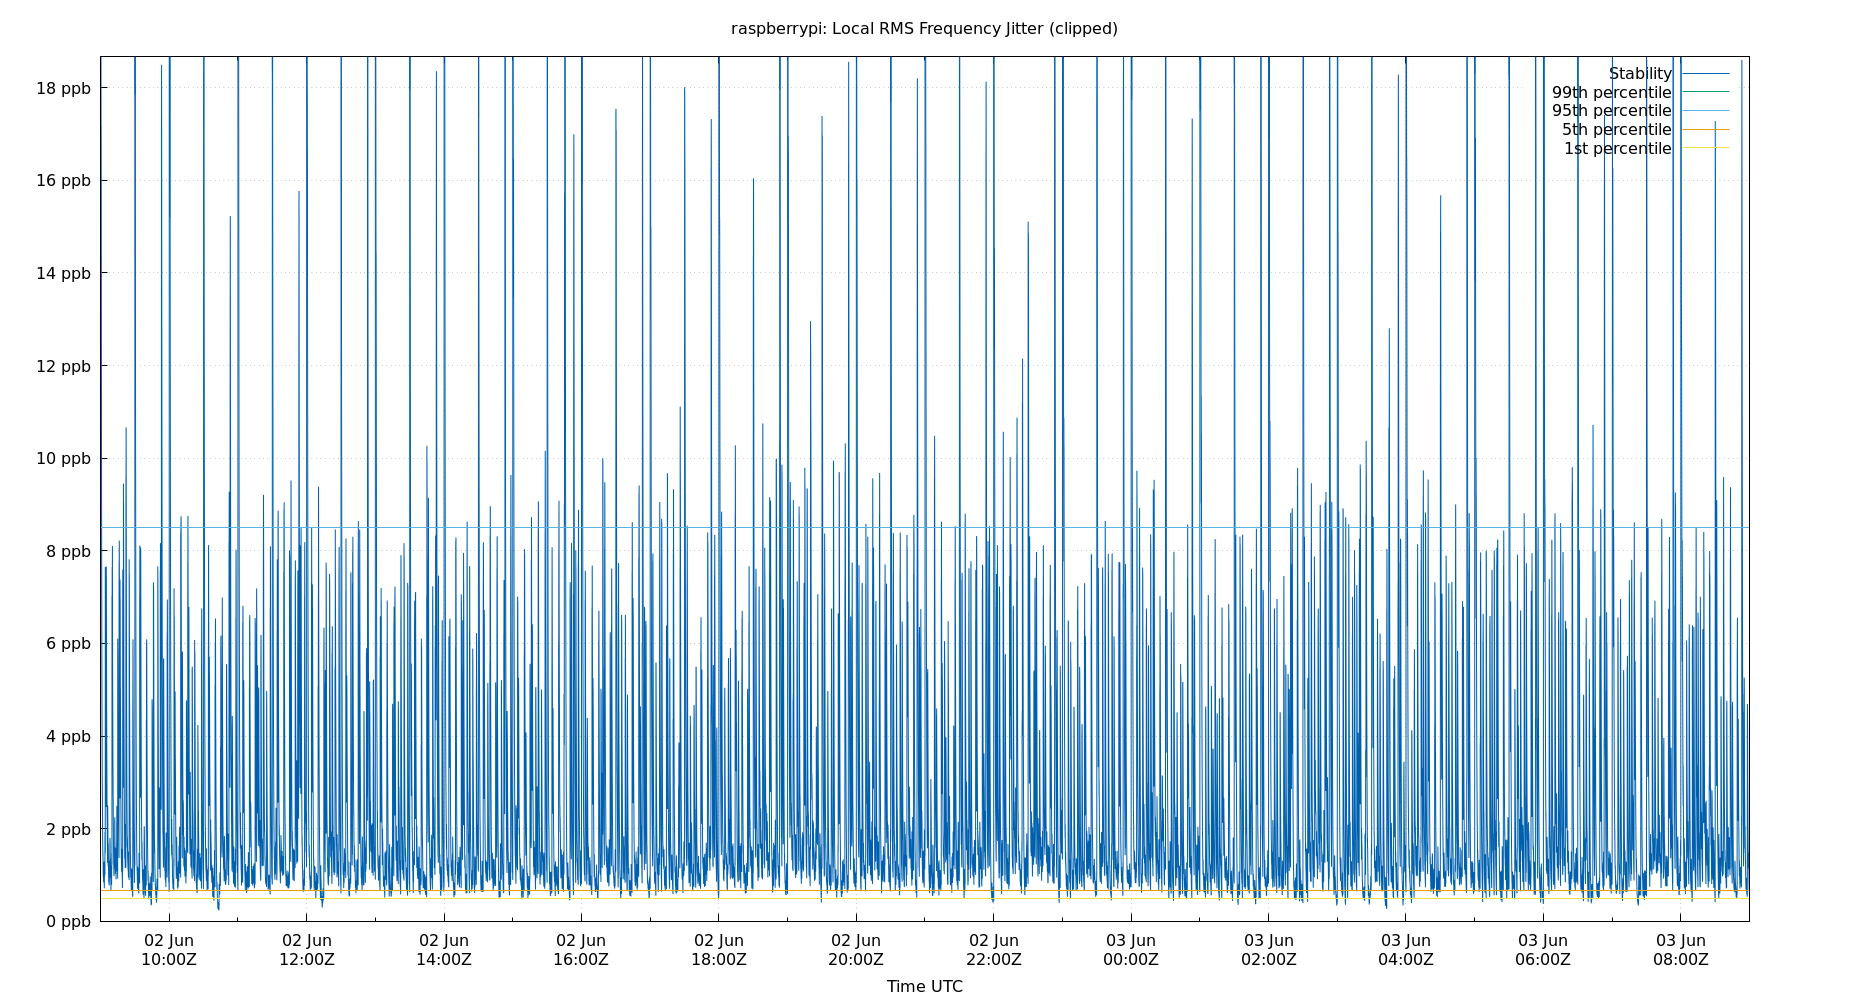 raspberrypi: Local RMS Frequency Jitter (clipped)
Stability
99th percentile
95th percentile
5th percentile
1st percentile
18 ppb
16 ppb
14 ppb
12 ppb
10 ppb
8 ppb
6 ppb
4 ppb
2 ppb
0 ppb
02 Jun 02 Jun 02 Jun 02 Jun 02 Jun 02 Jun 02 Jun 03 Jun 03 Jun 03 Jun 03 Jun 03 Jun
10:00Z 12:00Z 14:00Z 16:00Z 18:00Z 20:00Z 22:00Z 00:00Z 02:00Z 04:00Z 06:00Z 08:00Z
Time UTC